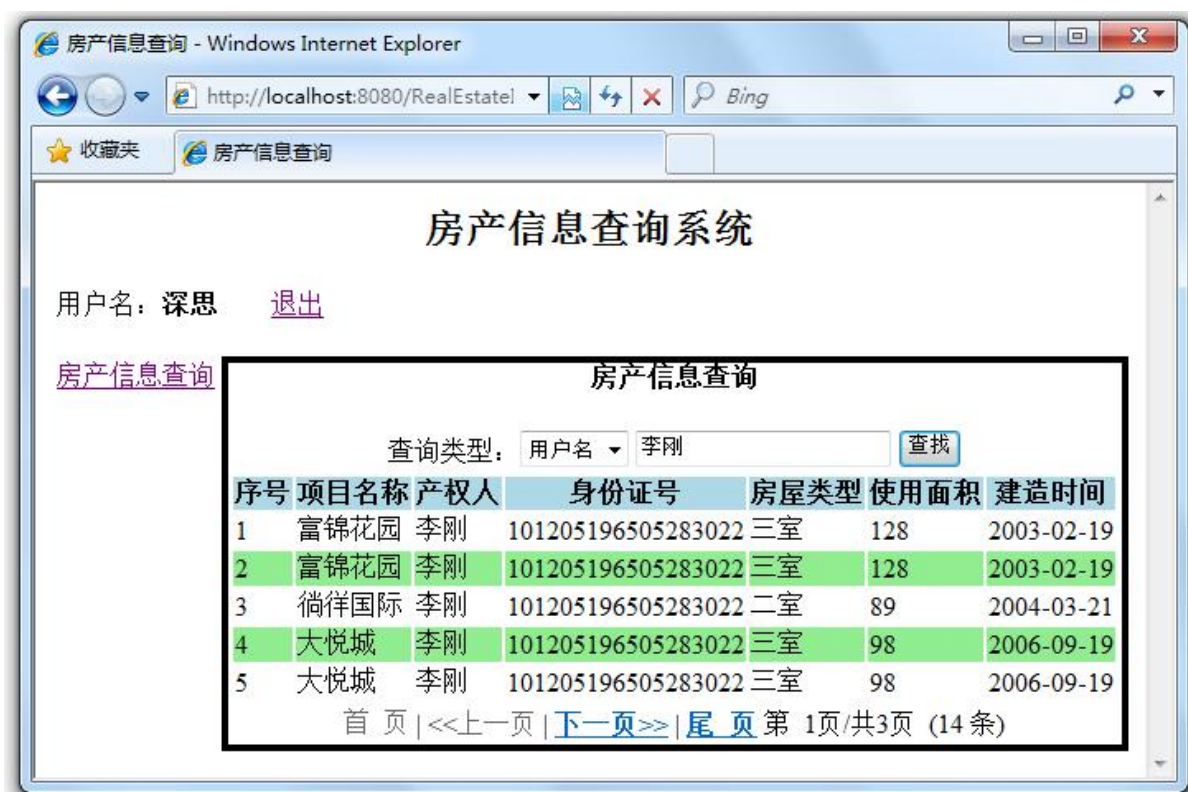 房产信息查询 - Windows Internet Explorer
http://localhost:8080/RealEstateI
Bing
收藏夹 房产信息查询
房产信息查询系统
用户名：深思 退出
房产信息查询
房产信息查询
查询类型： 用户名 李刚 查找
序号 项目名称 产权人 身份证号 房屋类型 使用面积 建造时间
1 富锦花园 李刚 101205196505283022 三室 128 2003-02-19
2 富锦花园 李刚 101205196505283022 三室 128 2003-02-19
3 徜徉国际 李刚 101205196505283022 二室 89 2004-03-21
4 大悦城 李刚 101205196505283022 三室 98 2006-09-19
5 大悦城 李刚 101205196505283022 三室 98 2006-09-19
首 页 | <<上一页 | 下一页>> | 尾 页 第 1页/共3页 (14 条)